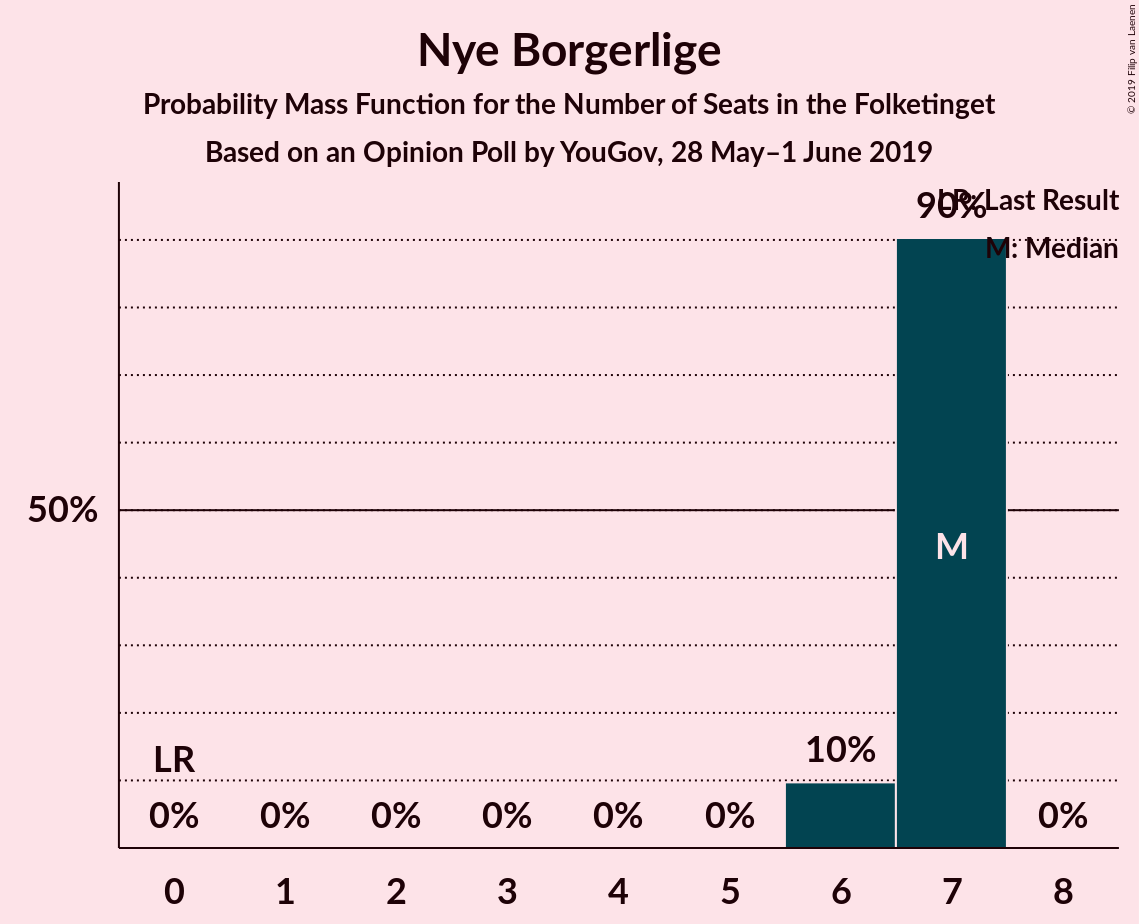 Nye Borgerlige
Probability Mass Function for the Number of Seats in the Folketinget
Based on an Opinion Poll by YouGov, 28 May–1 June 2019
© 2019 Filip van Laenen
LR: Last Result
M: Median
90%
50%
M
LR
10%
0% 0% 0% 0% 0% 0% 0%
0 1 2 3 4 5 6 7 8